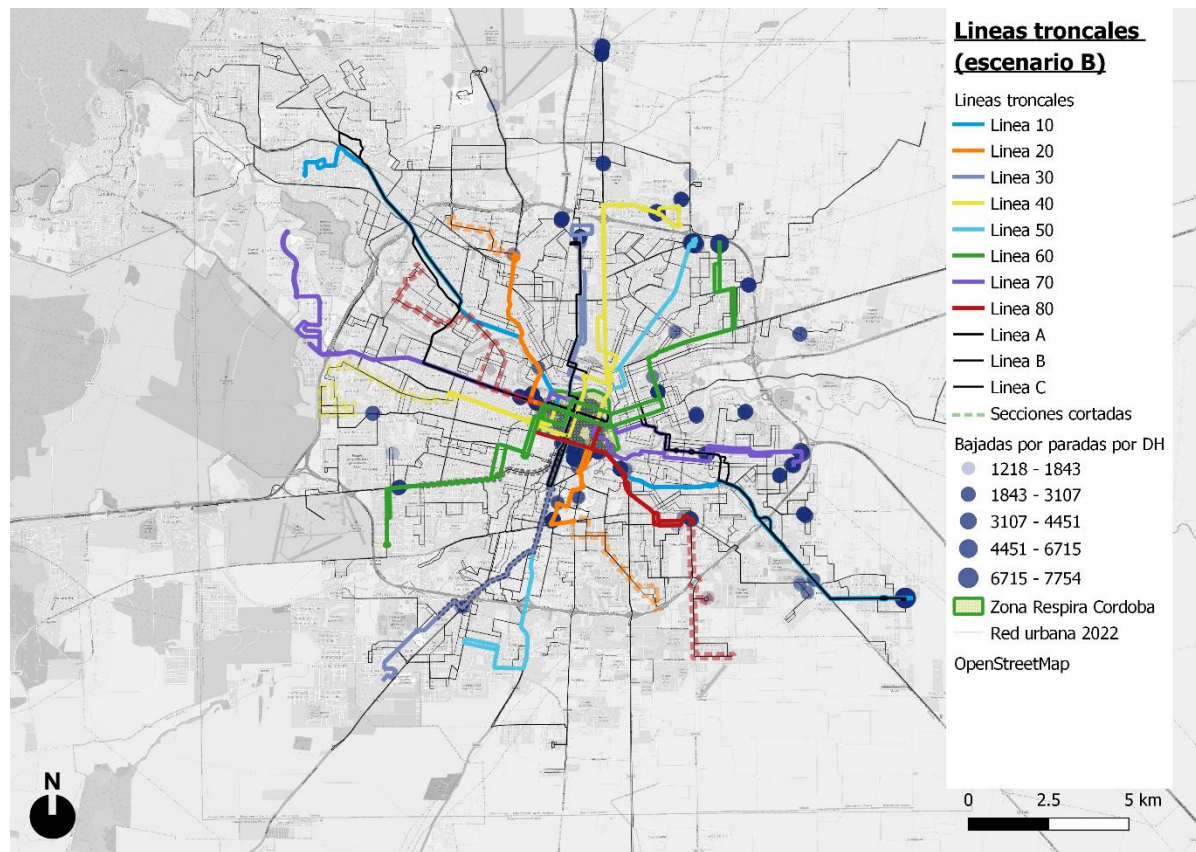 Lineas troncales
(escenario B)
Lineas troncales
Linea 10
Linea 20
Linea 30
Linea 40
Linea 50
Linea 60
Linea 70
Linea 80
Linea A
Linea B
Linea C
Secciones cortadas
Bajadas por paradas por DH
1218 - 1843
1843 - 3107
3107 - 4451
4451 - 6715
6715 - 7754
Zona Respira Cordoba
Red urbana 2022
OpenStreetMap
N
0 2.5 5 km